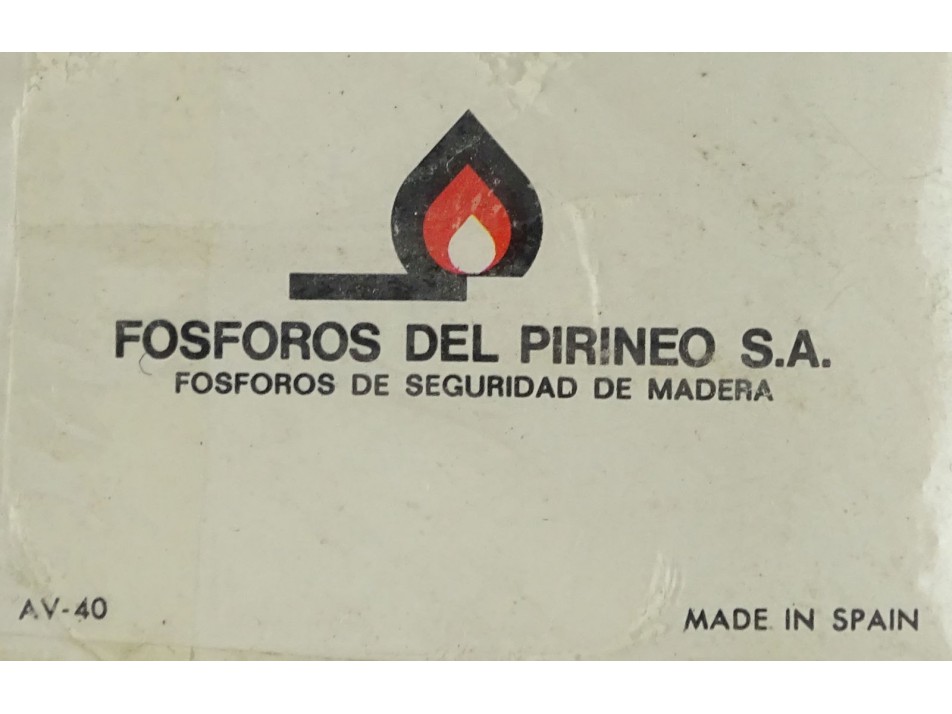 FOSFOROS DEL PIRINEO S.A.
FOSFOROS DE SEGURIDAD DE MADERA
AV-40
MADE IN SPAIN